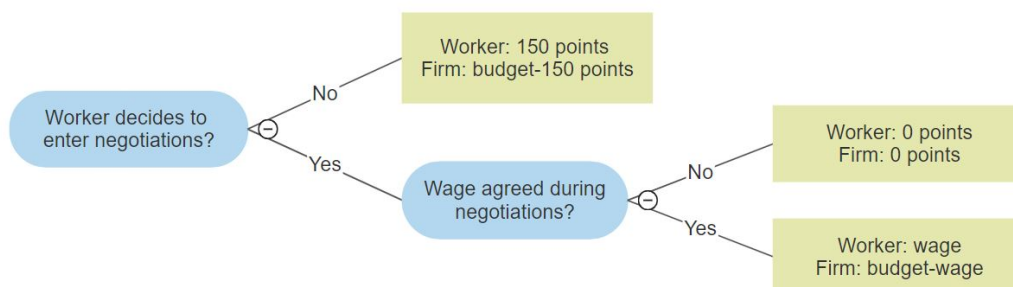 Worker: 150 points
Firm: budget-150 points
No
Worker decides to
enter negotiations?
Yes
Worker: 0 points
Firm: 0 points
No
Wage agreed during
negotiations?
Yes
Worker: wage
Firm: budget-wage